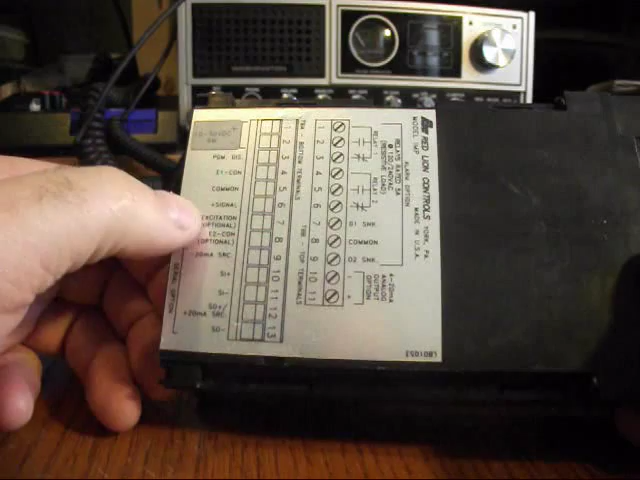 RED LION CONTROLS YORK, PA.
MODEL IMP MADE IN U.S.A.
ALARM OPTION
RELAYS RATED 5A
@ 120/240VAC
(RESISTIVE LOAD)
RELAY 1
RELAY 2
O1 SNK.
COMMON
O2 SNK.
4-20mA
ANALOG
OUTPUT
OPTION
-
+
1
2
3
4
5
6
7
8
9
10
11
TBA - BOTTOM TERMINALS
TBB - TOP TERMINALS
1
2
3
4
5
6
7
8
9
10
11
12
13
PGM. DIS.
E1-CON
COMMON
+SIGNAL
EXCITATION
(OPTIONAL)
E2-CON
(OPTIONAL)
20mA SRC.
SI+
SI-
SO+/
+20mA SRC.
SO-
SERIAL OPTION
LB01053